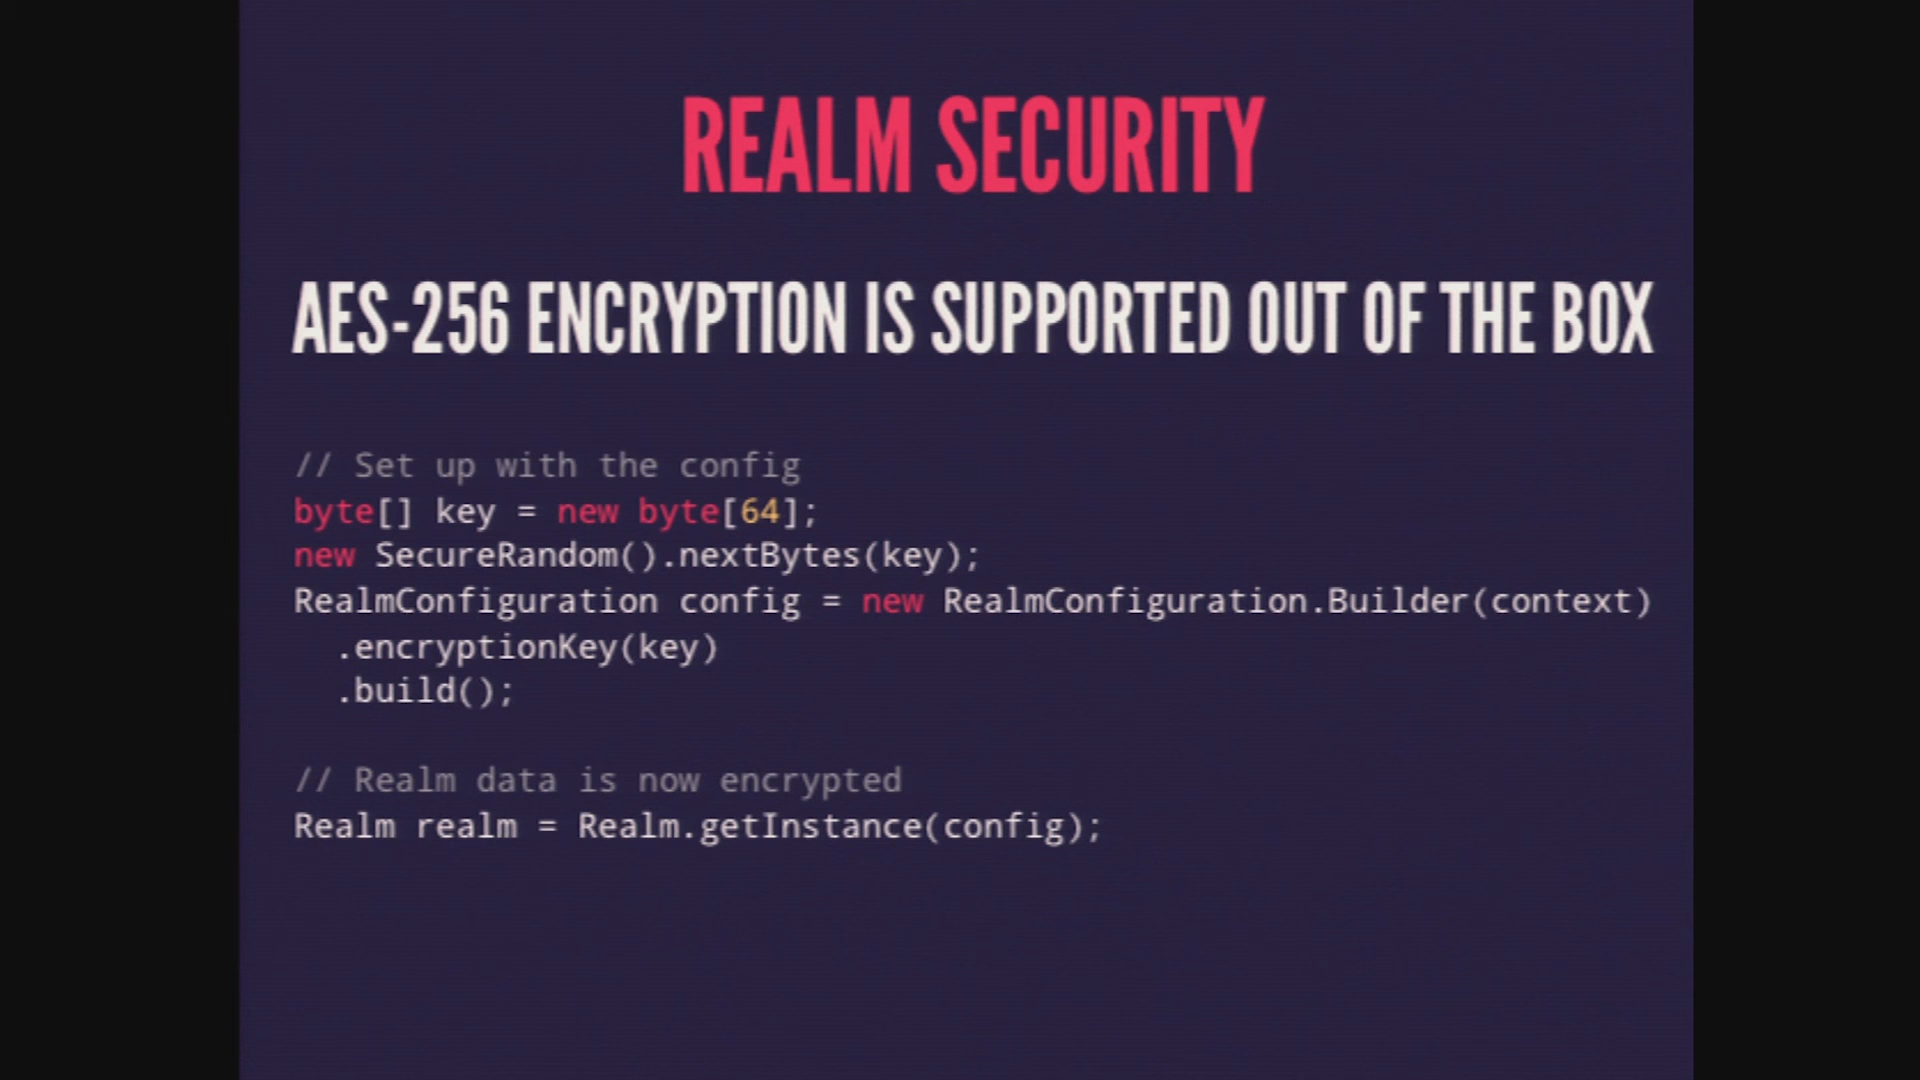 REALM SECURITY
AES-256 ENCRYPTION IS SUPPORTED OUT OF THE BOX
// Set up with the config
byte[] key = new byte[64];
new SecureRandom().nextBytes(key);
RealmConfiguration config = new RealmConfiguration.Builder(context)
  .encryptionKey(key)
  .build();
// Realm data is now encrypted
Realm realm = Realm.getInstance(config);